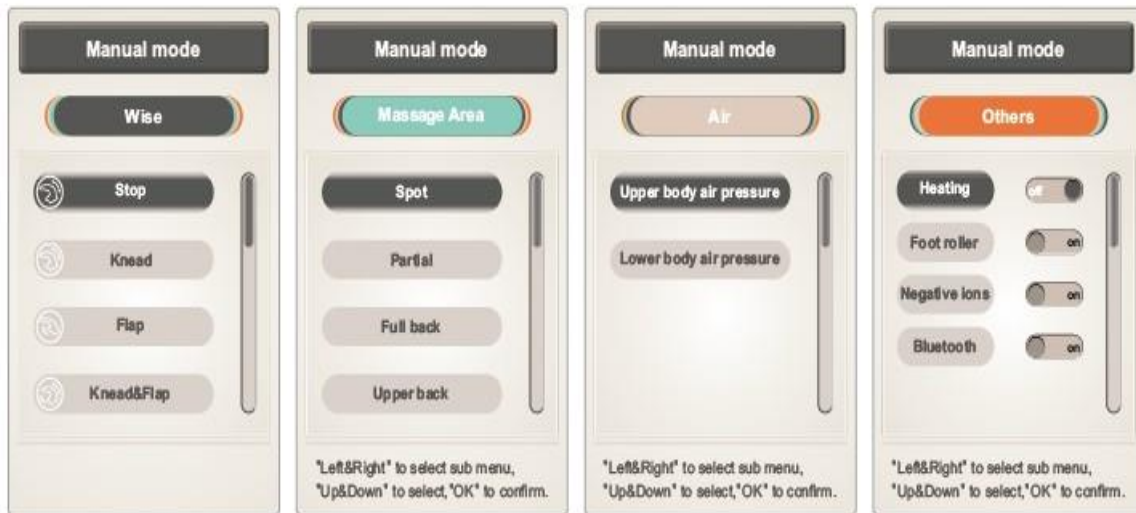 Manual mode
Wise
Stop
Knead
Flap
Knead&Flap
Manual mode
Massage Area
Spot
Partial
Full back
Upper back
"Left&Right" to select sub menu,
"Up&Down" to select,"OK" to confirm.
Manual mode
Air
Upper body air pressure
Lower body air pressure
"Left&Right" to select sub menu,
"Up&Down" to select,"OK" to confirm.
Manual mode
Others
Heating off
Foot roller on
Negative ions on
Bluetooth on
"Left&Right" to select sub menu,
"Up&Down" to select,"OK" to confirm.